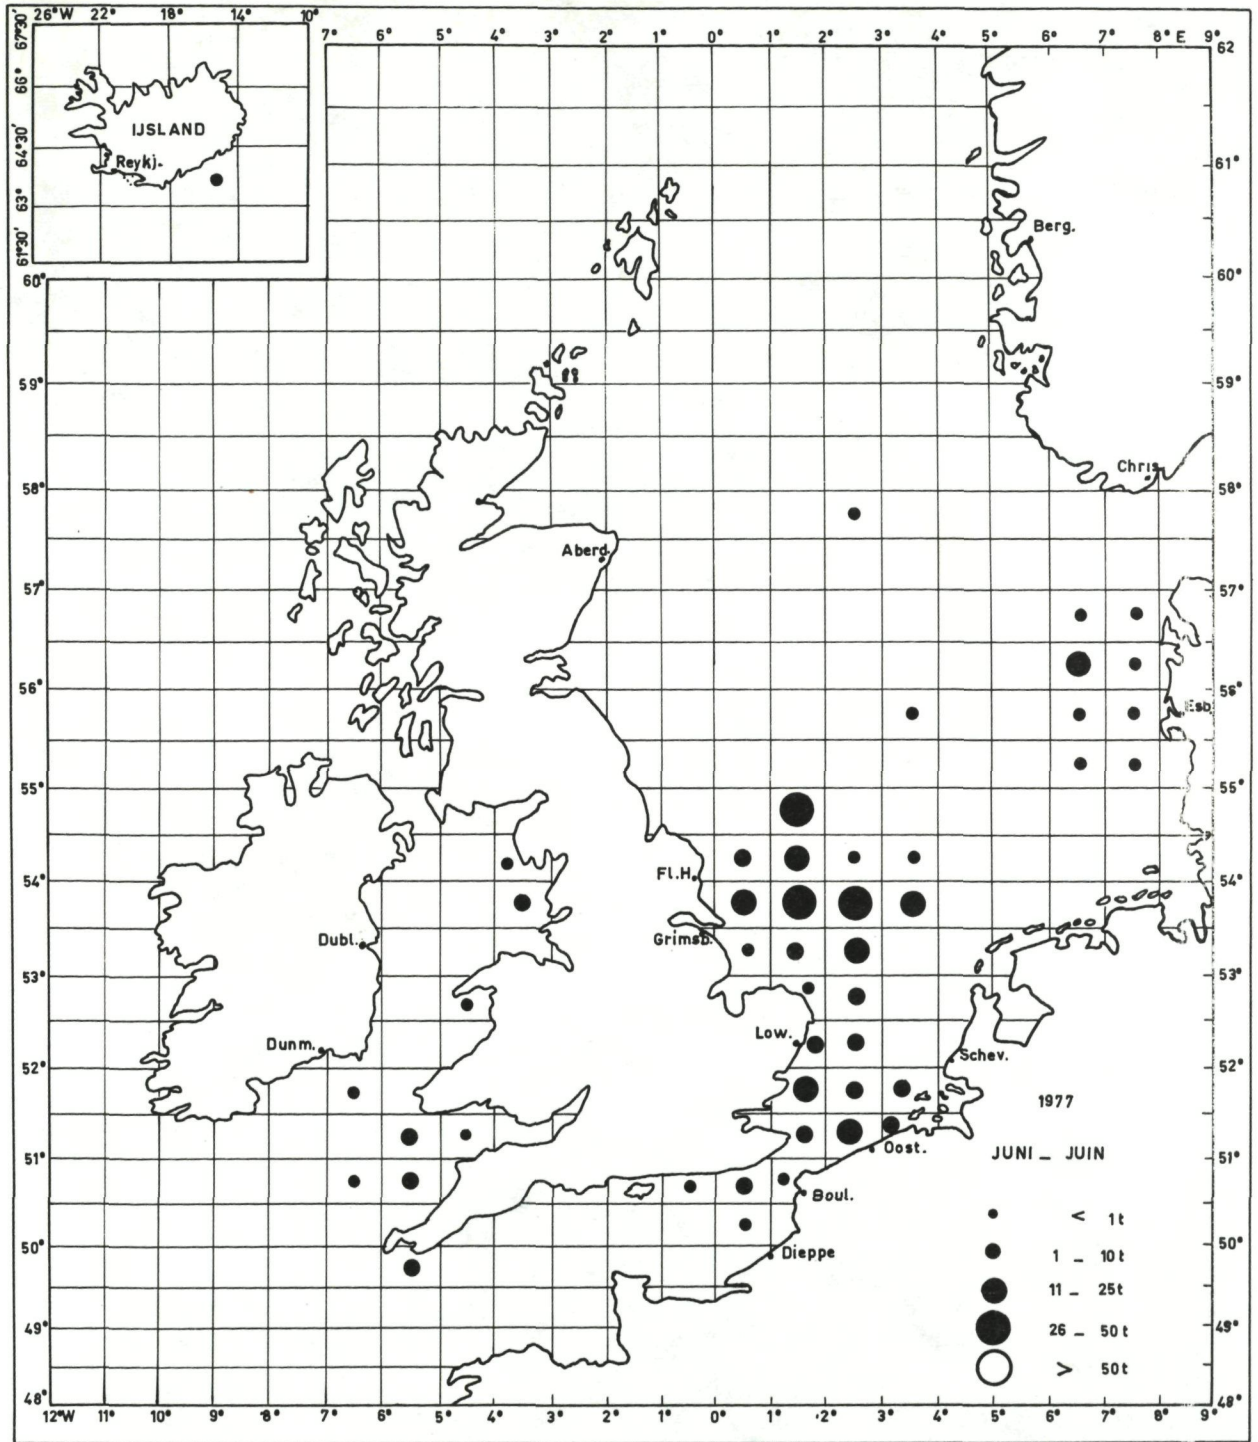 26°W 22° 18° 14° 10°
67°30'
66°
64°30'
63°
61°30'
IJSLAND
Reykj.
7° 6° 5° 4° 3° 2° 1° 0° 1° 2° 3° 4° 5° 6° 7° 8° E 9°
62
61°
60° 60°
59° 59°
58° 58°
57° 57°
56° 56°
55° 55°
54° 54°
53° 53°
52° 52°
51° 51°
50° 50°
49° 49°
48° 48°
Berg.
Chris
Aberd.
Esb
Fl.H.
Grimsb.
Dubl.
Low.
Dunm.
Schev.
Oost.
Boul.
Dieppe
1977
JUNI _ JUIN
< 1t
1 _ 10t
11 _ 25t
26 _ 50t
> 50t
12°W 11° 10° 9° 8° 7° 6° 5° 4° 3° 2° 1° 0° 1° 2° 3° 4° 5° 6° 7° 8° 9°